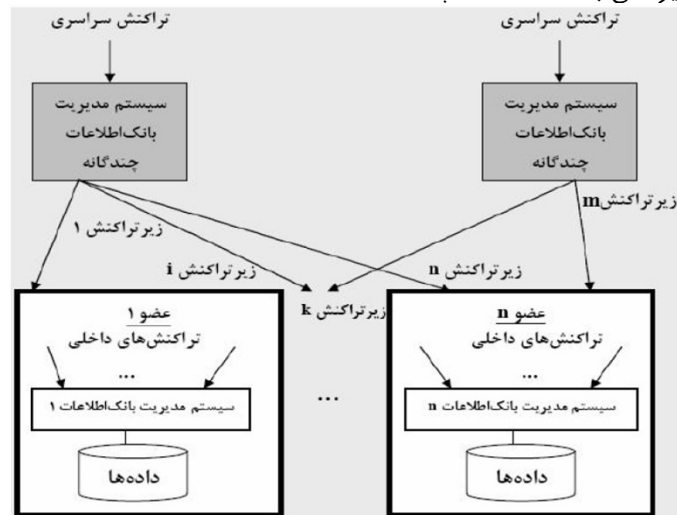 تراکنش سراسری
تراکنش سراسری
سیستم مدیریت
بانک‌اطلاعات
چندگانه
سیستم مدیریت
بانک‌اطلاعات
چندگانه
زیرتراکنش m
زیرتراکنش ۱
زیرتراکنش i
زیرتراکنش n
زیرتراکنش k
عضو ۱
تراکنش‌های داخلی
...
سیستم مدیریت بانک‌اطلاعات ۱
داده‌ها
...
عضو n
تراکنش‌های داخلی
...
سیستم مدیریت بانک‌اطلاعات n
داده‌ها